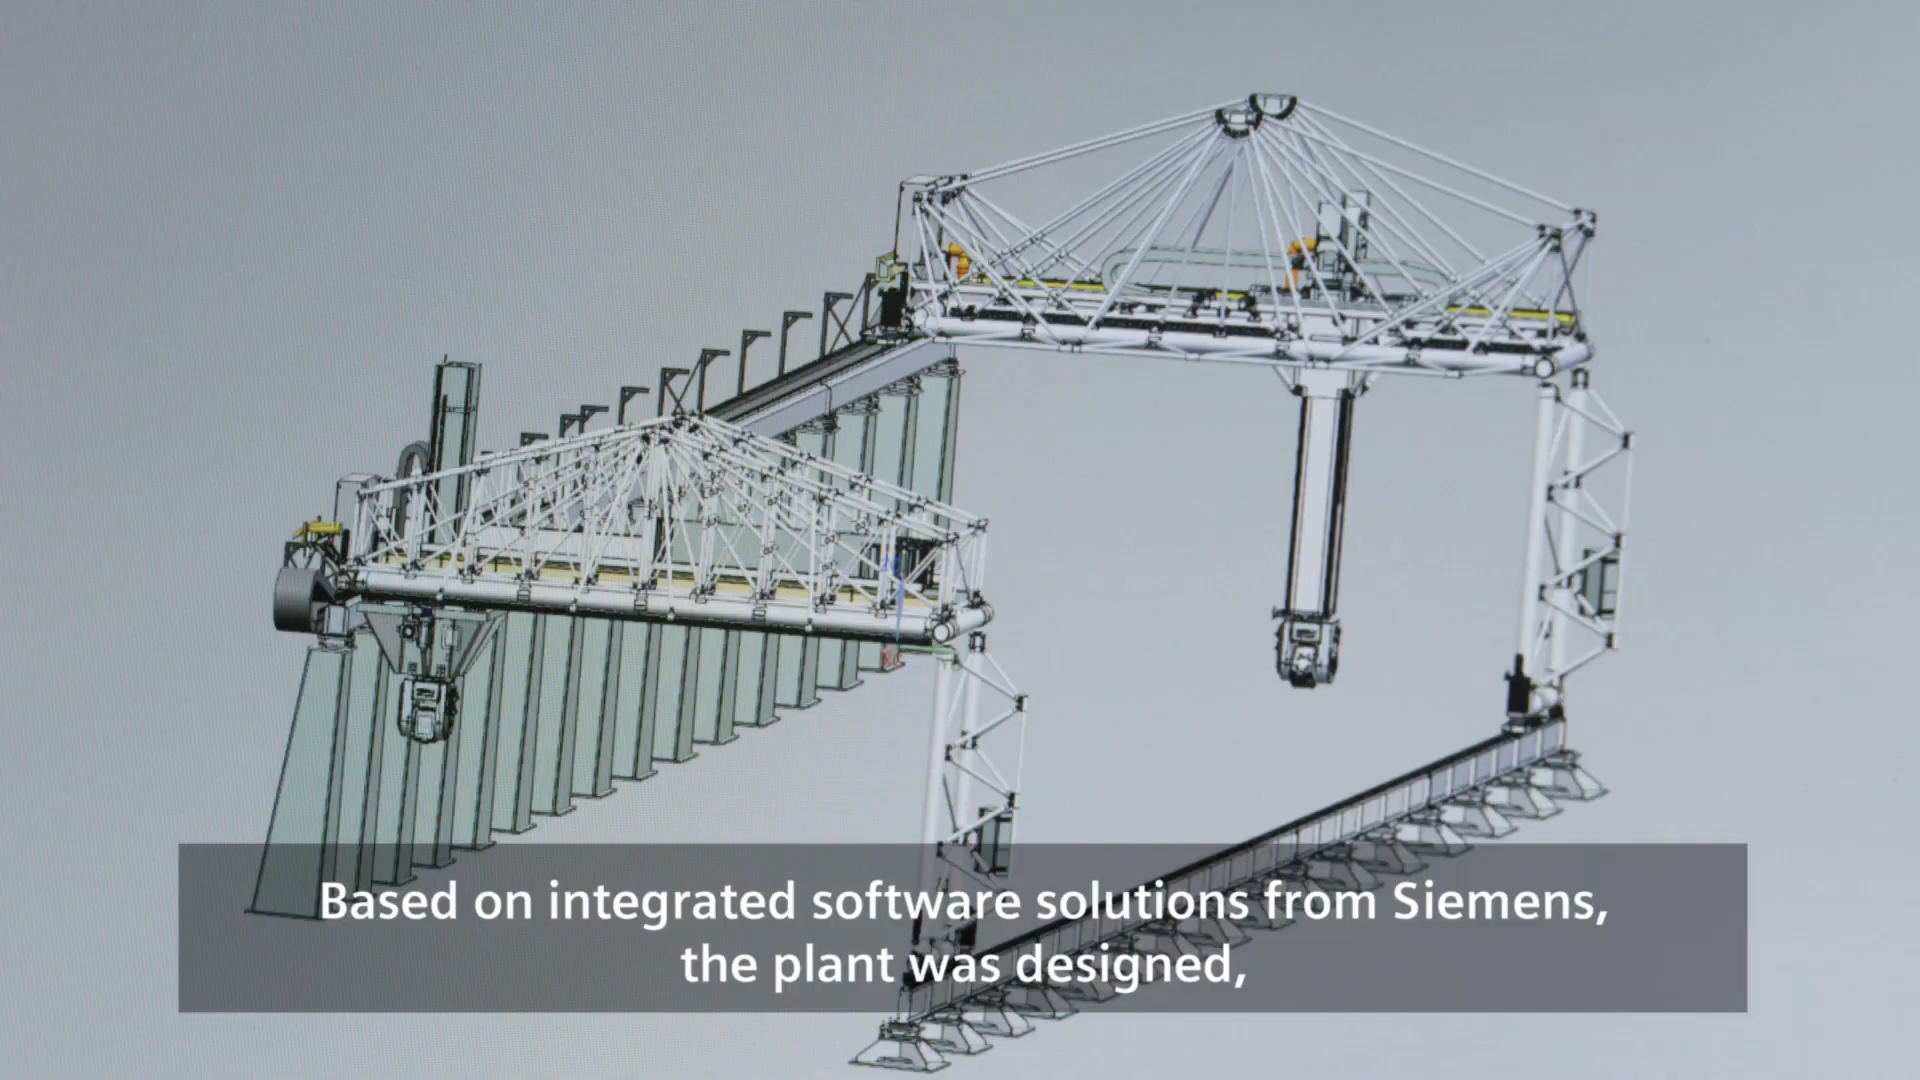 Based on integrated software solutions from Siemens,
the plant was designed,